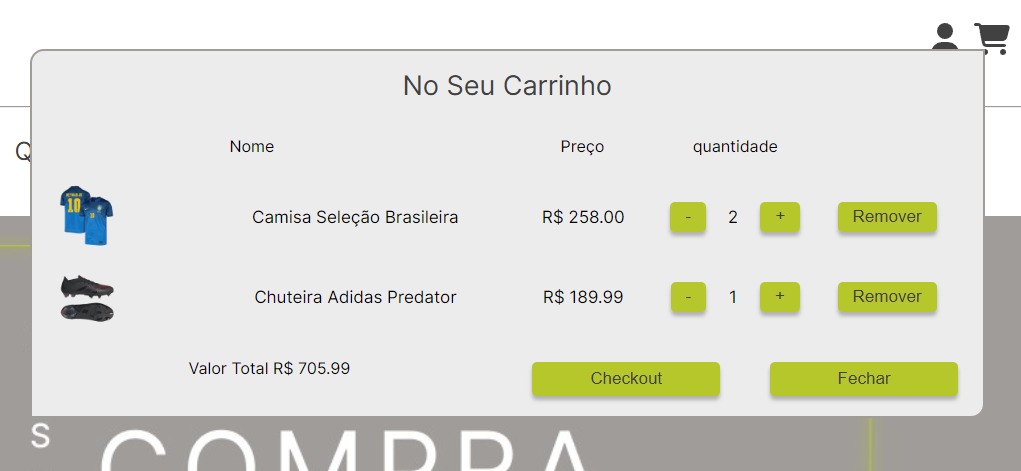 No Seu Carrinho
Q
Nome Preço quantidade
10
Camisa Seleção Brasileira R$ 258.00 - 2 + Remover
Chuteira Adidas Predator R$ 189.99 - 1 + Remover
Valor Total R$ 705.99 Checkout Fechar
S COMPRA